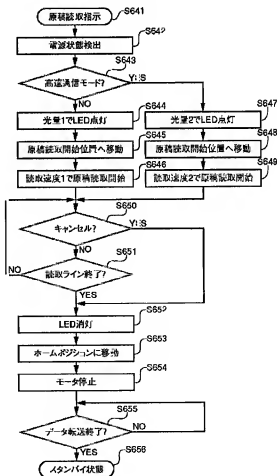 原稿読取指示 S641
電源状態検出 S642
高速通信モード? S643
YES
NO
光量1でLED点灯 S644
光量2でLED点灯 S647
原稿読取開始位置へ移動 S645
原稿読取開始位置へ移動 S648
読取速度1で原稿読取開始 S646
読取速度2で原稿読取開始 S649
キャンセル? S650
YES
NO
読取ライン終了? S651
NO
YES
LED消灯 S652
ホームポジションに移動 S653
モータ停止 S654
データ転送終了? S655
NO
YES
スタンバイ状態 S656